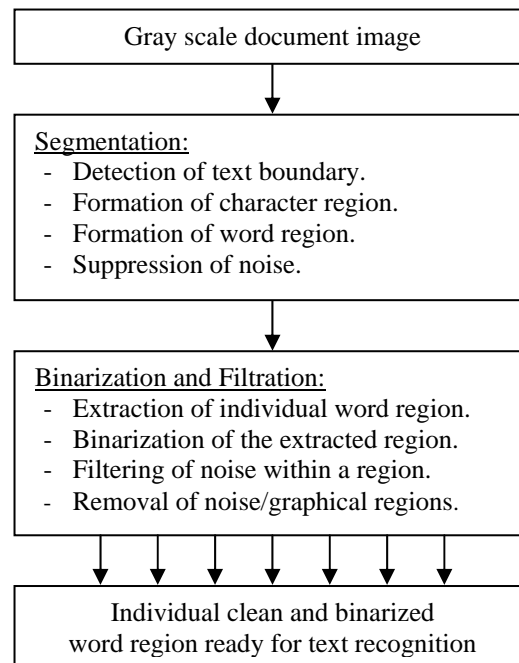 Gray scale document image
Segmentation:
- Detection of text boundary.
- Formation of character region.
- Formation of word region.
- Suppression of noise.
Binarization and Filtration:
- Extraction of individual word region.
- Binarization of the extracted region.
- Filtering of noise within a region.
- Removal of noise/graphical regions.
Individual clean and binarized
word region ready for text recognition